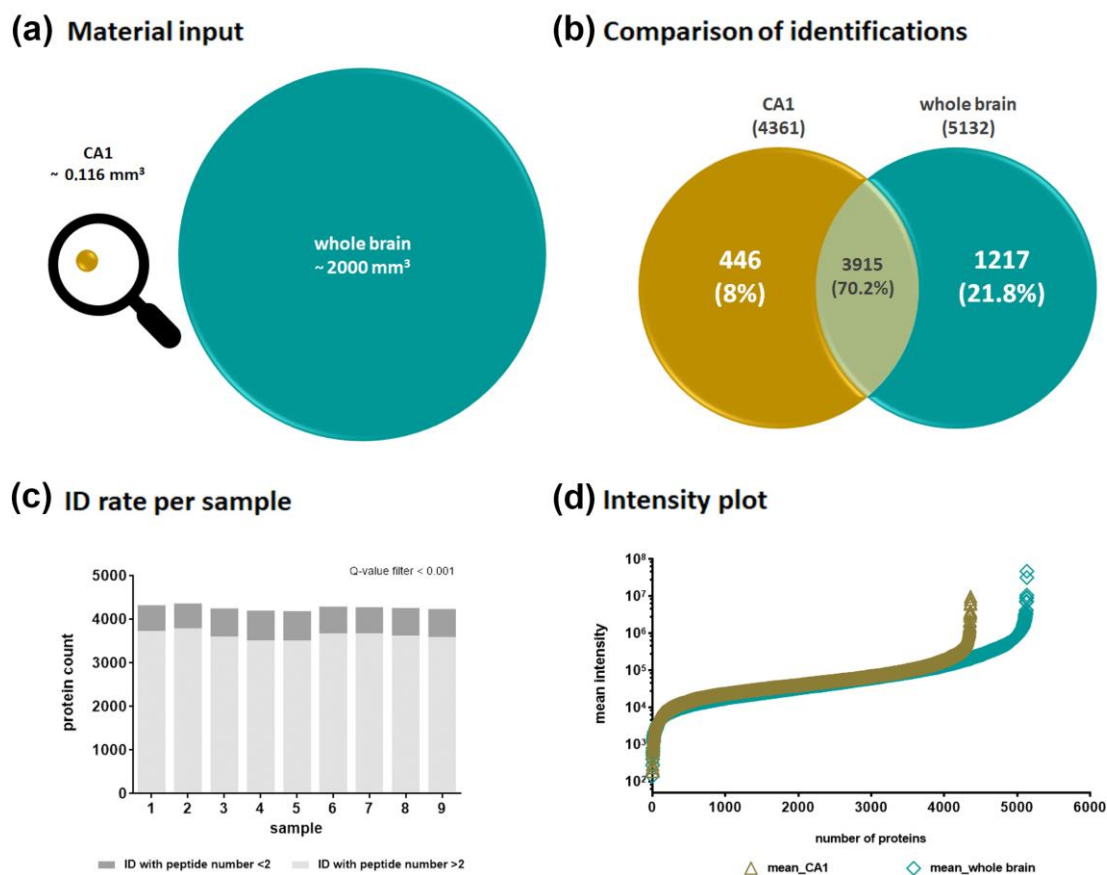 (a) Material input
CA1
~ 0,116 mm³
whole brain
~ 2000 mm³
(b) Comparison of identifications
CA1
(4361)
whole brain
(5132)
446
(8%)
3915
(70.2%)
1217
(21.8%)
(c) ID rate per sample
Q-value filter < 0.001
protein count
5000
4000
3000
2000
1000
0
1 2 3 4 5 6 7 8 9
sample
ID with peptide number <2 ID with peptide number >2
(d) Intensity plot
mean intensity
10⁸
10⁷
10⁶
10⁵
10⁴
10³
10²
0 1000 2000 3000 4000 5000 6000
number of proteins
mean_CA1 mean_whole brain